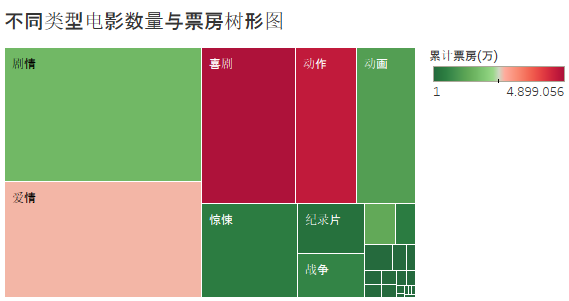 不同类型电影数量与票房树形图
累计票房(万)
1 4.899.056
剧情 喜剧 动作 动画
爱情
惊悚 纪录片
战争